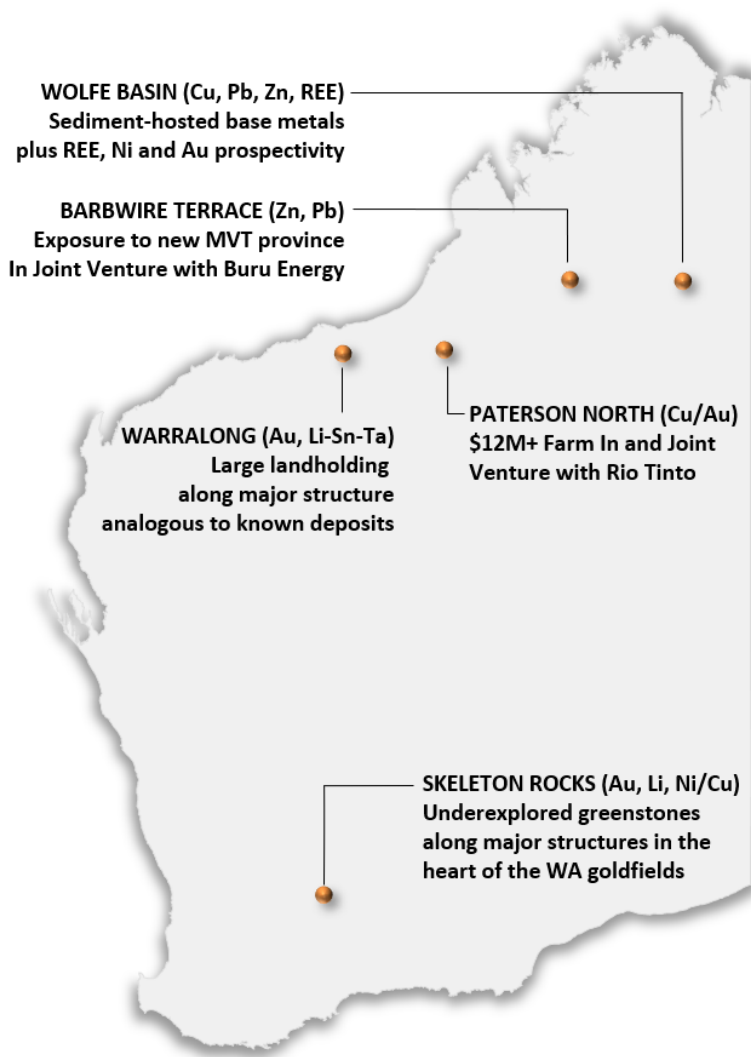 WOLFE BASIN (Cu, Pb, Zn, REE)
Sediment-hosted base metals
plus REE, Ni and Au prospectivity
BARBWIRE TERRACE (Zn, Pb)
Exposure to new MVT province
In Joint Venture with Buru Energy
WARRALONG (Au, Li-Sn-Ta)
Large landholding
along major structure
analogous to known deposits
PATERSON NORTH (Cu/Au)
$12M+ Farm In and Joint
Venture with Rio Tinto
SKELETON ROCKS (Au, Li, Ni/Cu)
Underexplored greenstones
along major structures in the
heart of the WA goldfields